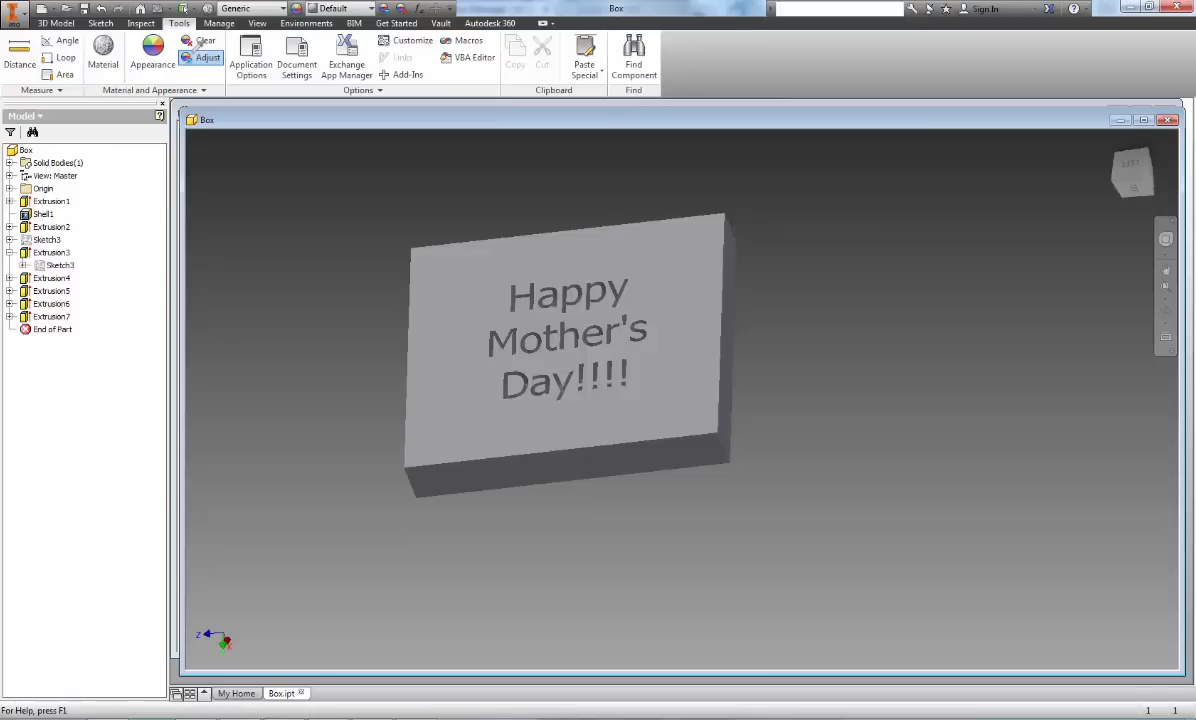 Generic
Default
Box
Sign In
PRO
3D Model
Sketch
Inspect
Tools
Manage
View
Environments
BIM
Get Started
Vault
Autodesk 360
Distance
Angle
Loop
Area
Material
Appearance
Clear
Adjust
Application
Options
Document
Settings
Exchange
App Manager
Customize
Links
Add-Ins
Macros
VBA Editor
Copy
Cut
Paste
Special
Find
Component
Measure
Material and Appearance
Options
Clipboard
Find
Model
Box
Solid Bodies(1)
View: Master
Origin
Extrusion1
Shell1
Extrusion2
Sketch3
Extrusion3
Sketch3
Extrusion4
Extrusion5
Extrusion6
Extrusion7
End of Part
Box
Happy
Mother's
Day!!!!
Z
X
My Home
Box.ipt
For Help, press F1
1
1